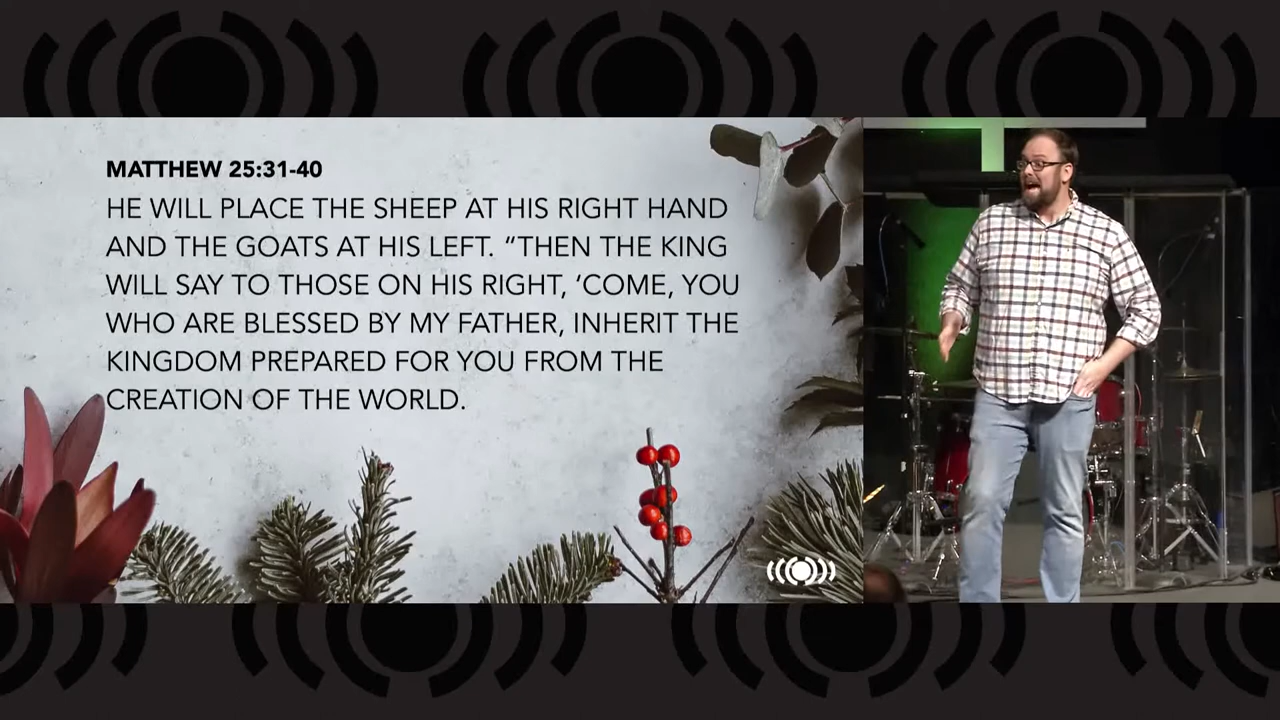 MATTHEW 25:31-40
HE WILL PLACE THE SHEEP AT HIS RIGHT HAND
AND THE GOATS AT HIS LEFT. “THEN THE KING
WILL SAY TO THOSE ON HIS RIGHT, ‘COME, YOU
WHO ARE BLESSED BY MY FATHER, INHERIT THE
KINGDOM PREPARED FOR YOU FROM THE
CREATION OF THE WORLD.